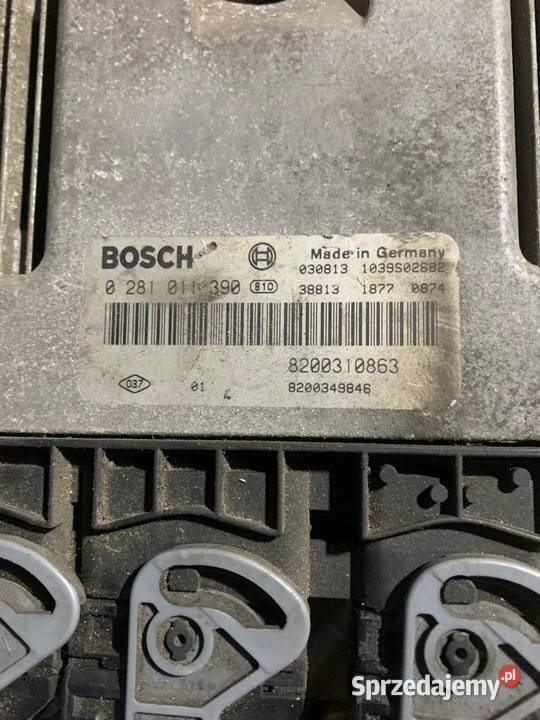 BOSCH Made in Germany
030813 1039S02682
0 281 011 390 810 38813 1877 0874
8200310863
037 01 8200349846
Sprzedajemy.pl